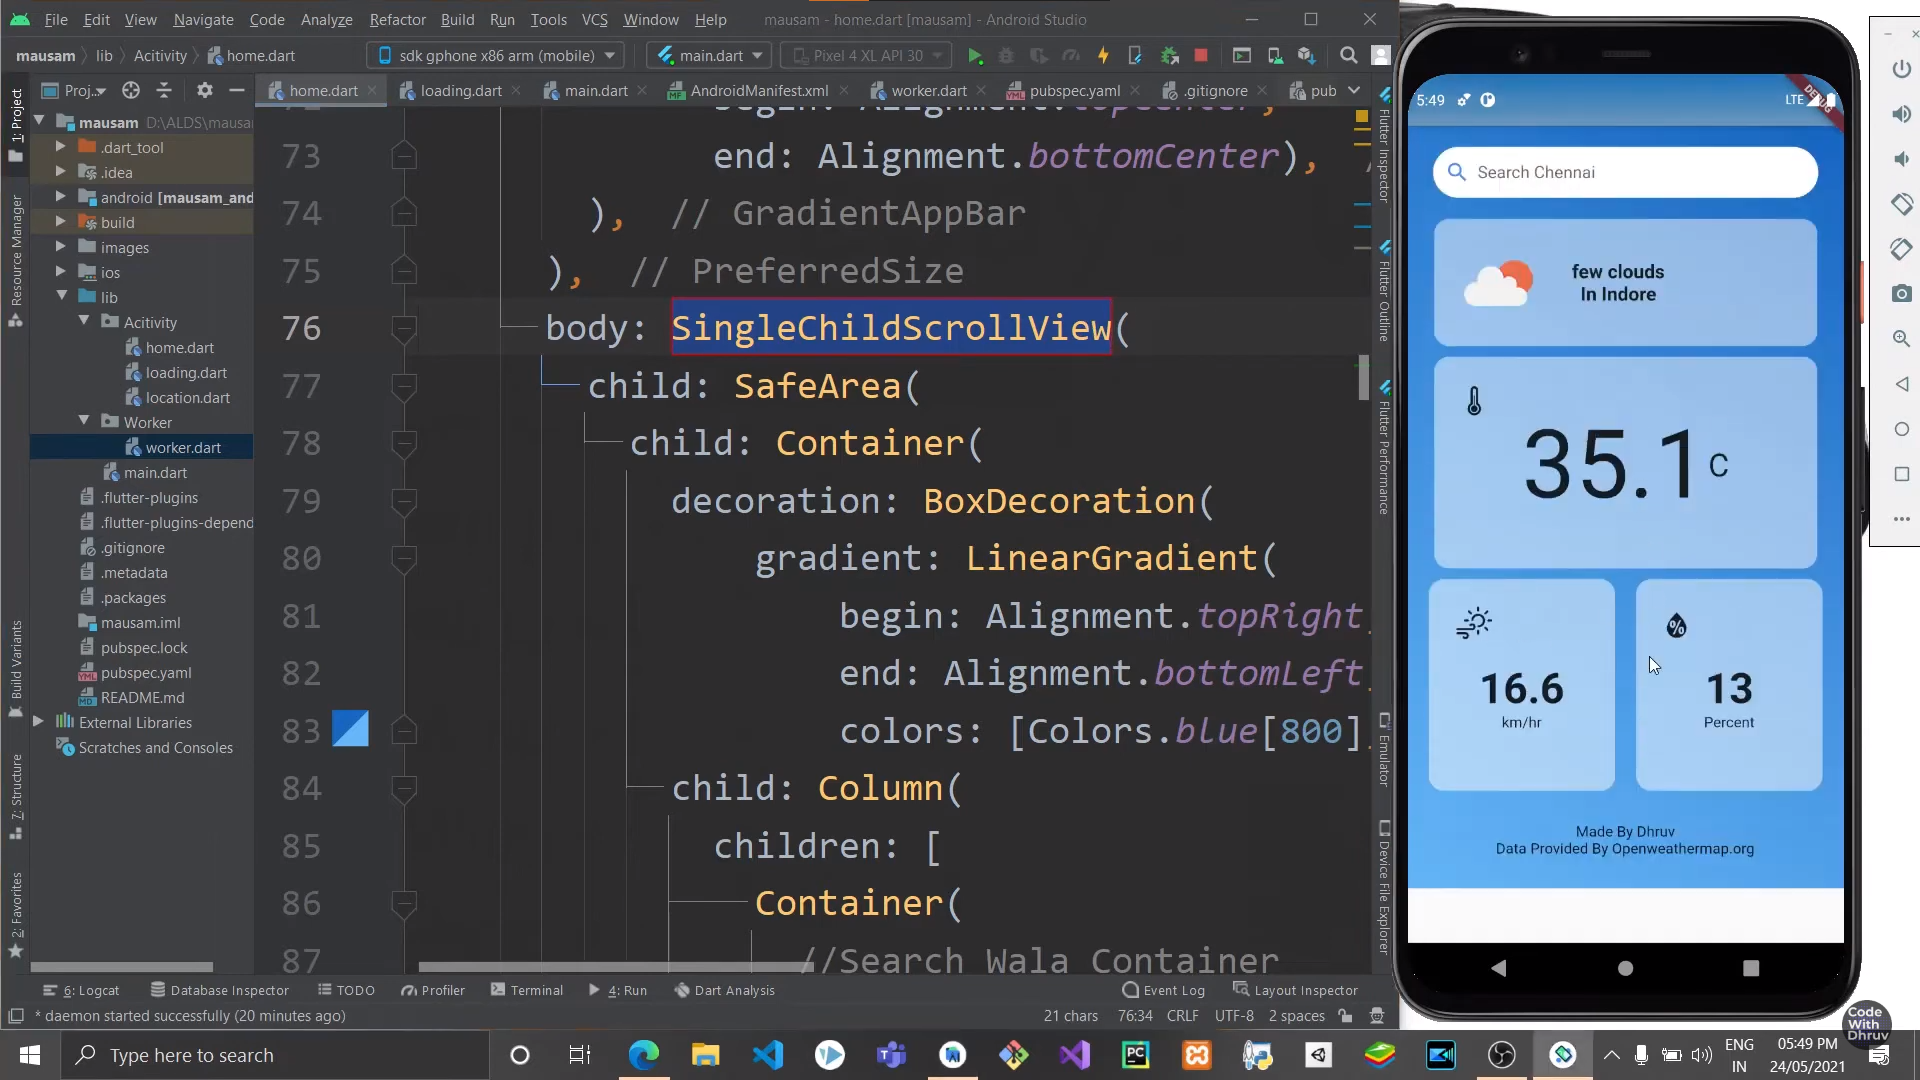 File Edit View Navigate Code Analyze Refactor Build Run Tools VCS Window Help mausam - home.dart [mausam] - Android Studio
mausam lib Acitivity home.dart sdk gphone x86 arm (mobile) main.dart Pixel 4 XL API 30
Proj.. home.dart loading.dart main.dart AndroidManifest.xml worker.dart pubspec.yaml .gitignore pub
1: Project
Resource Manager
Build Variants
7: Structure
2: Favorites
mausam D:\ALDS\mausa
.dart_tool
.idea
android [mausam_and
build
images
ios
lib
Acitivity
home.dart
loading.dart
location.dart
Worker
worker.dart
main.dart
.flutter-plugins
.flutter-plugins-depend
.gitignore
.metadata
.packages
mausam.iml
pubspec.lock
pubspec.yaml
README.md
External Libraries
Scratches and Consoles
72 begin: Alignment.topCenter,
73 end: Alignment.bottomCenter),
74 ), // GradientAppBar
75 ), // PreferredSize
76 body: SingleChildScrollView(
77 child: SafeArea(
78 child: Container(
79 decoration: BoxDecoration(
80 gradient: LinearGradient(
81 begin: Alignment.topRight
82 end: Alignment.bottomLeft
83 colors: [Colors.blue[800]
84 child: Column(
85 children: [
86 Container(
87 //Search Wala Container
Flutter Inspector
Flutter Outline
Flutter Performance
Emulator
Device File Explorer
5:49 LTE
DEBUG
Search Chennai
few clouds
In Indore
35.1 C
16.6
km/hr
13
Percent
Made By Dhruv
Data Provided By Openweathermap.org
6: Logcat Database Inspector TODO Profiler Terminal 4: Run Dart Analysis Event Log Layout Inspector
* daemon started successfully (20 minutes ago) 21 chars 76:34 CRLF UTF-8 2 spaces
Code
With
Dhruv
Type here to search
ENG
IN
05:49 PM
24/05/2021